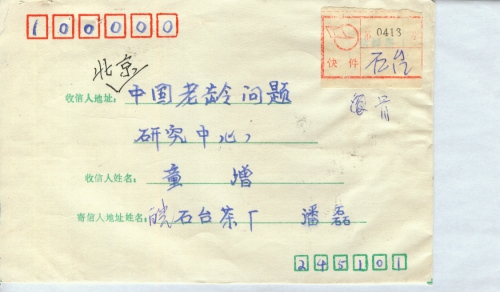 100000
0413
快件 石台
北京
收信人地址: 中国老龄问题
研究中心
收信人姓名: 童 增
寄信人地址姓名: 皖石台茶厂 潘磊
245101